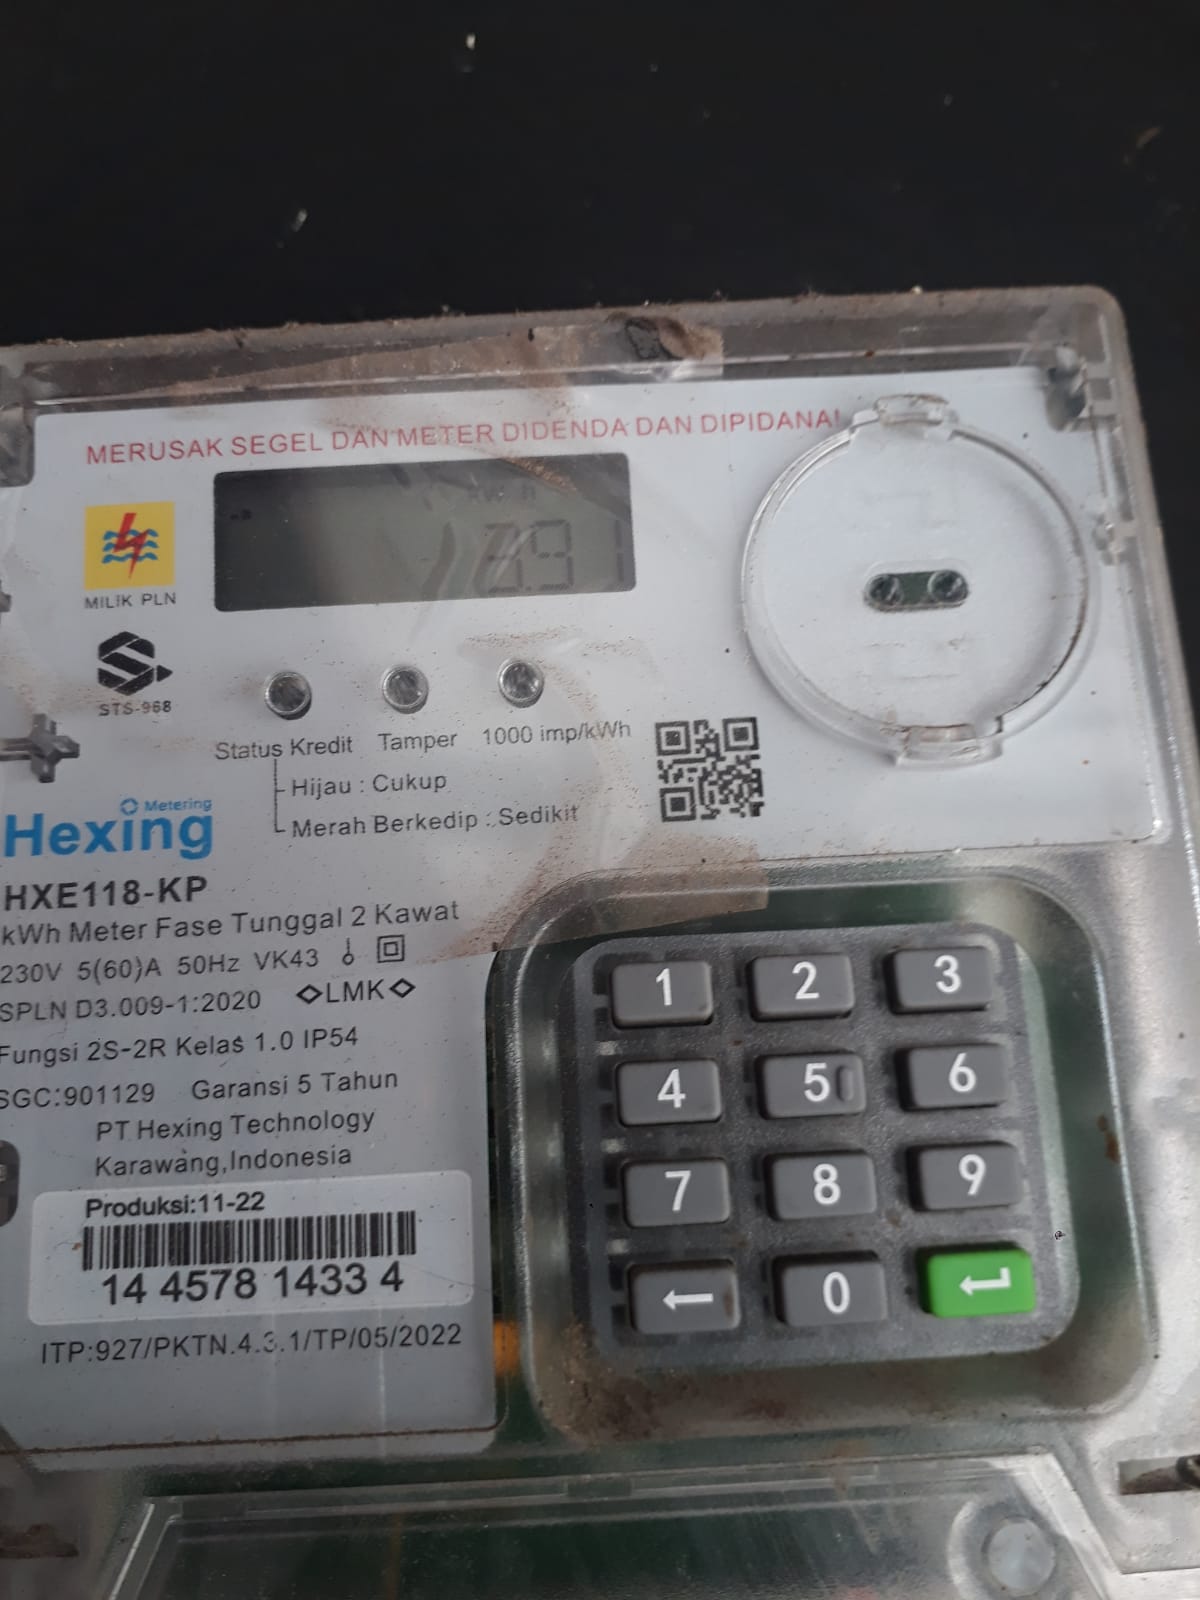 MERUSAK SEGEL DAN METER DIDENDA DAN DIPIDANA!
kW h
MILIK PLN
STS-968
Status Kredit Tamper 1000 imp/kWh
Hijau : Cukup
Merah Berkedip : Sedikit
Metering
Hexing
HXE118-KP
kWh Meter Fase Tunggal 2 Kawat
230V 5(60)A 50Hz VK43
SPLN D3.009-1:2020 LMK
Fungsi 2S-2R Kelas 1.0 IP54
SGC:901129 Garansi 5 Tahun
PT Hexing Technology
Karawang,Indonesia
Produksi:11-22
14 4578 1433 4
ITP:927/PKTN.4.3.1/TP/05/2022
1 2 3
4 5 6
7 8 9
← 0 ↵